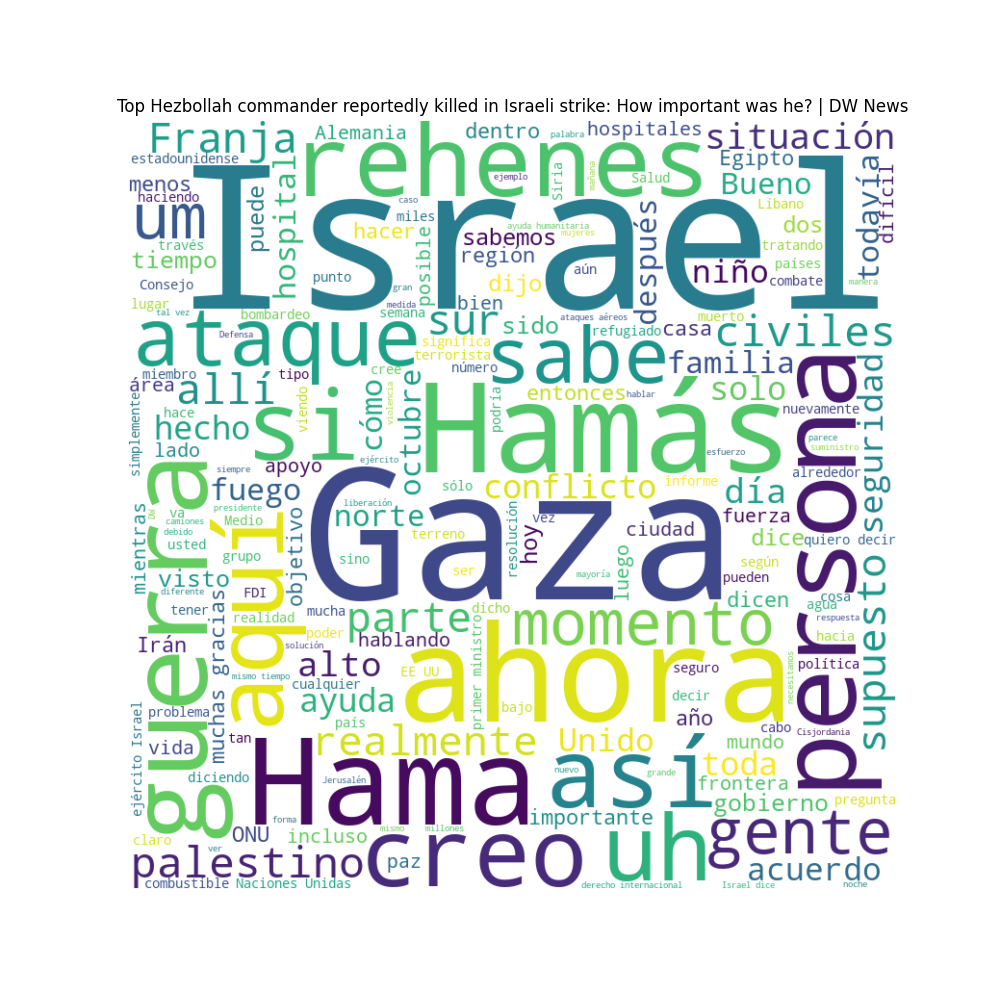 Top Hezbollah commander reportedly killed in Israeli strike: How important was he? | DW News
Franja
Alemania
dentro
palabra
hospitales
situación
estadounidense
rehenes
ejemplo
Siria
mañana
Salud
Egipto
Bueno
todavía
difícil
menos
haciendo
Israel
um
puede
hospital
caso
miles
hacer
posible
ayuda humanitaria
mujeres
sabemos
región
después
Líbano
dos
tratando
través
tiempo
Consejo
punto
gran
medida
semana
dijo
bien
aún
niño
países
combate
manera
lugar
tal vez
bombardeo
Defensa
ataques aéreos
muerto
ataque
sur
sido
refugiado
casa
civiles
significa
terrorista
sabe
familia
miembro
área
allí
tipo
cree
número
entonces
hablar
solo
persona
seguridad
simplemente
hace
hecho
lado
si
viendo
cómo
violencia
octubre
Hamás
podría
nuevamente
parece
suministro
siempre
apoyo
ejército
esfuerzo
alrededor
guerra
fuego
sólo
conflicto
informe
día
Dw
va
presidente
camiones
debido
Medio
liberación
Gaza
norte
terreno
resolución
vez
hoy
ciudad
fuerza
dice
quiero decir
mientras
usted
aquí
objetivo
grupo
sino
ser
luego
mayoría
según
pueden
supuesto
visto
diferente
tener
FDI
mucha
dicho
dicen
cosa
agua
respuesta
muchas gracias
realidad
poder
parte
momento
hacia
Irán
solución
hablando
primer ministro
ahora
seguro
necesitamos
política
mismo tiempo
alto
cualquier
EE UU
decir
ejército Israel
problema
ayuda
bajo
año
cabo
Cisjordania
país
vida
tan
realmente
Unido
mundo
diciendo
Hama
Jerusalén
nuevo
así
grande
toda
frontera
forma
importante
gobierno
pregunta
claro
ONU
incluso
mismo
millones
creo
uh
gente
ver
palestino
paz
acuerdo
combustible
Naciones Unidas
derecho internacional
Israel dice
noche